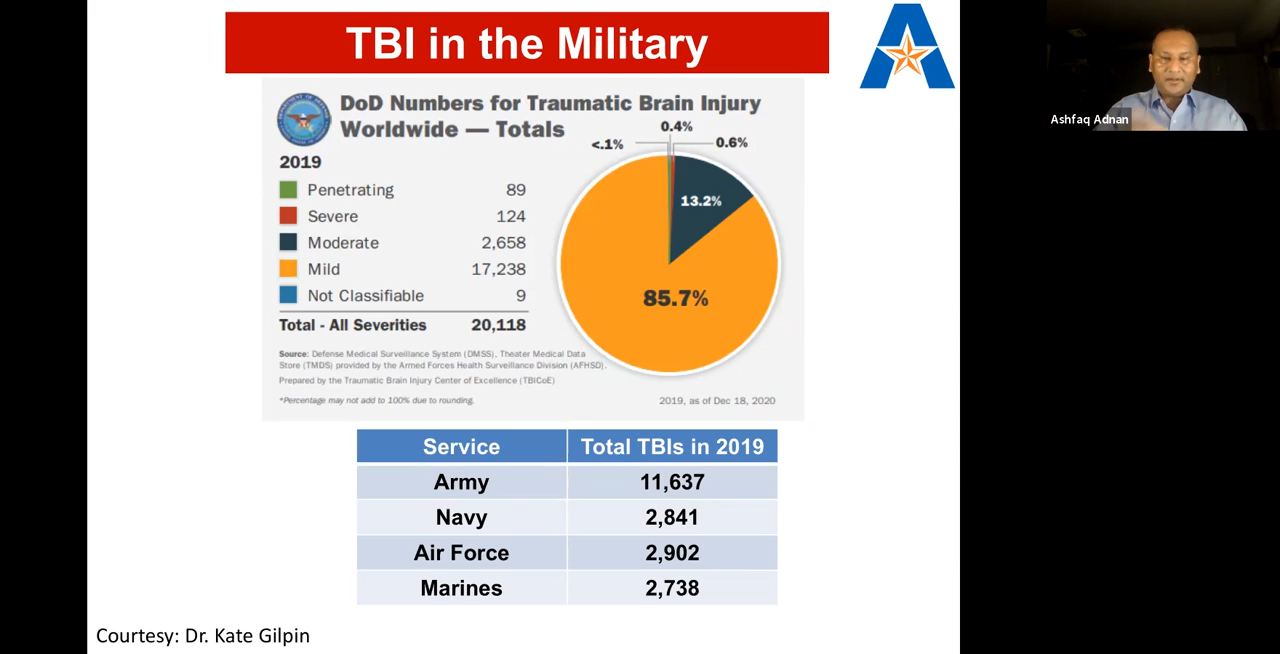 TBI in the Military
DoD Numbers for Traumatic Brain Injury
Worldwide — Totals
2019
Penetrating 89
Severe 124
Moderate 2,658
Mild 17,238
Not Classifiable 9
Total - All Severities 20,118
Source: Defense Medical Surveillance System (DMSS), Theater Medical Data
Store (TMDS) provided by the Armed Forces Health Surveillance Division (AFHSD).
Prepared by the Traumatic Brain Injury Center of Excellence (TBICoE)
*Percentage may not add to 100% due to rounding.
<.1%
0.4%
0.6%
13.2%
85.7%
2019, as of Dec 18, 2020
Service Total TBIs in 2019
Army 11,637
Navy 2,841
Air Force 2,902
Marines 2,738
Courtesy: Dr. Kate Gilpin
Ashfaq Adnan